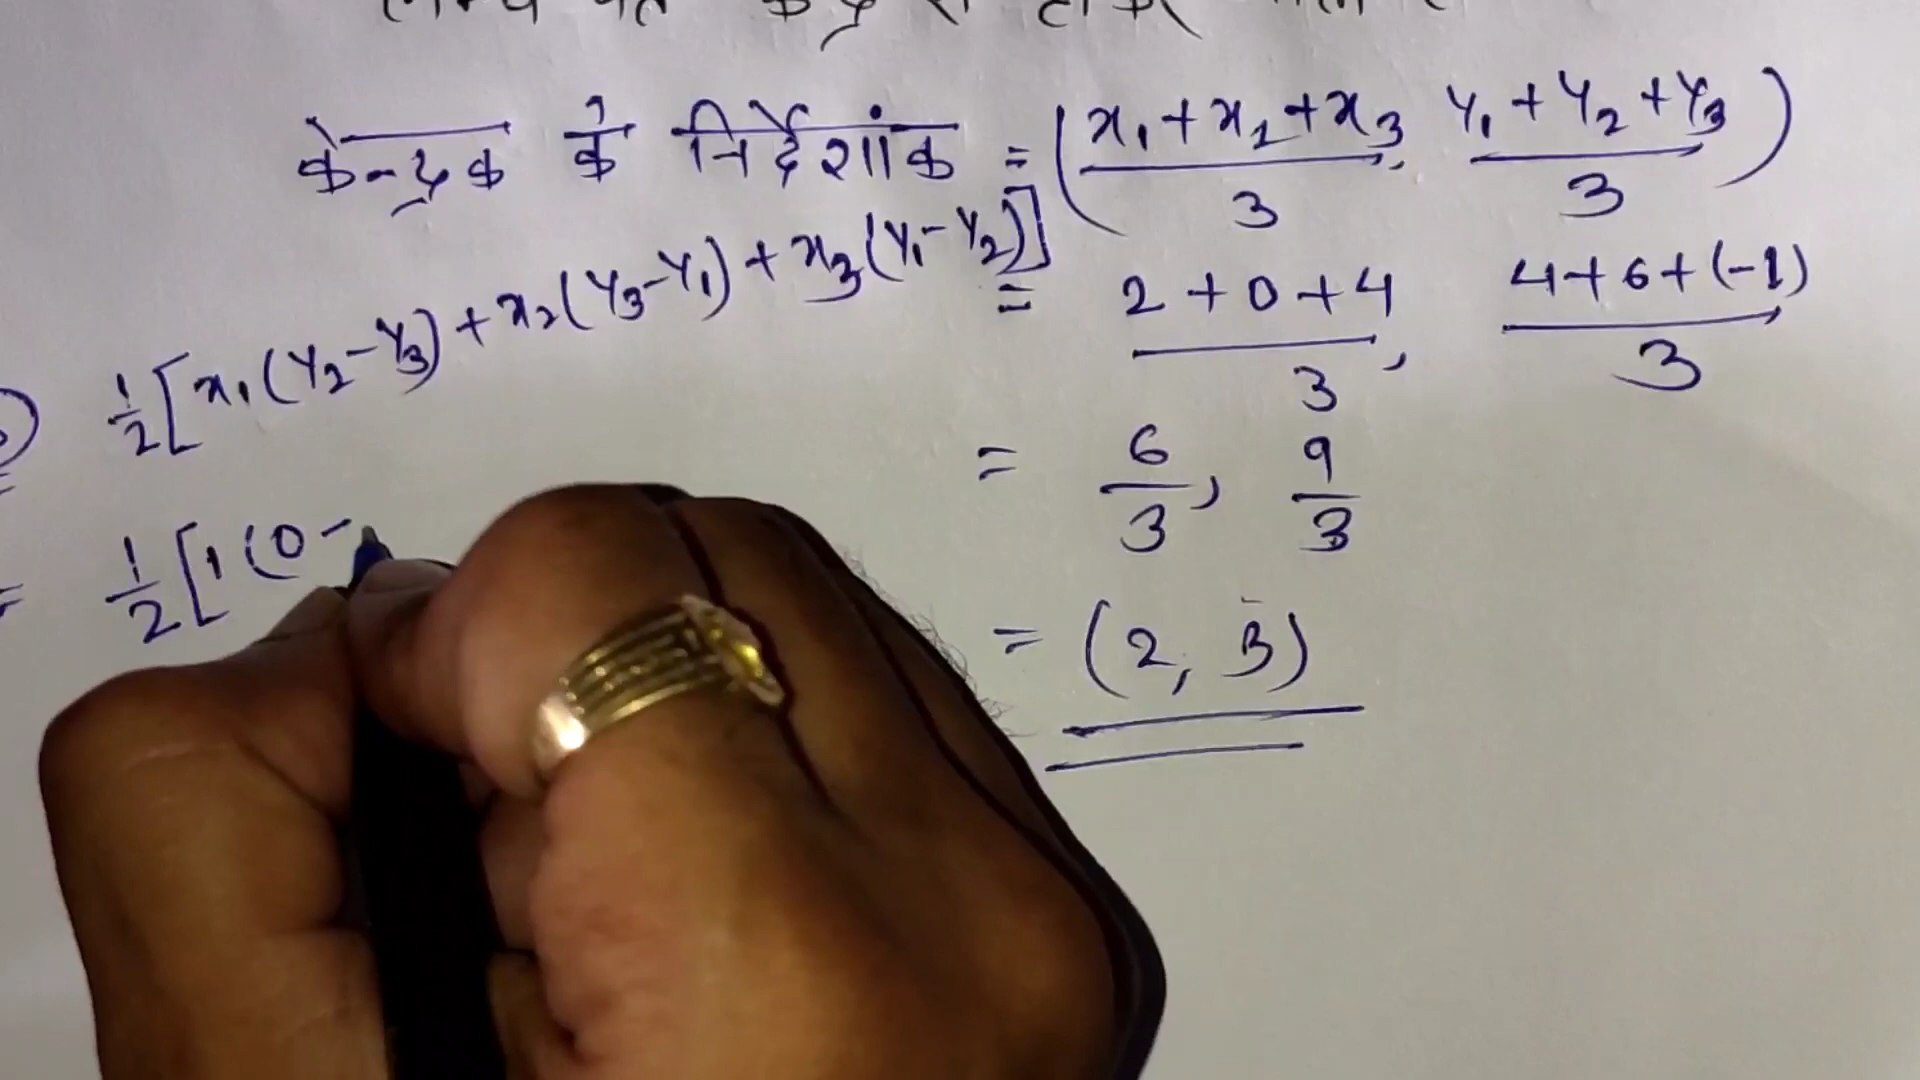 केन्द्रक के निर्देशांक = (x₁+x₂+x₃/3, y₁+y₂+y₃/3)
= 2+0+4/3, 4+6+(-1)/3
= 6/3, 9/3
= (2, 3)
1/2[x₁(y₂-y₃)+x₂(y₃-y₁)+x₃(y₁-y₂)]
= 1/2[1(0-